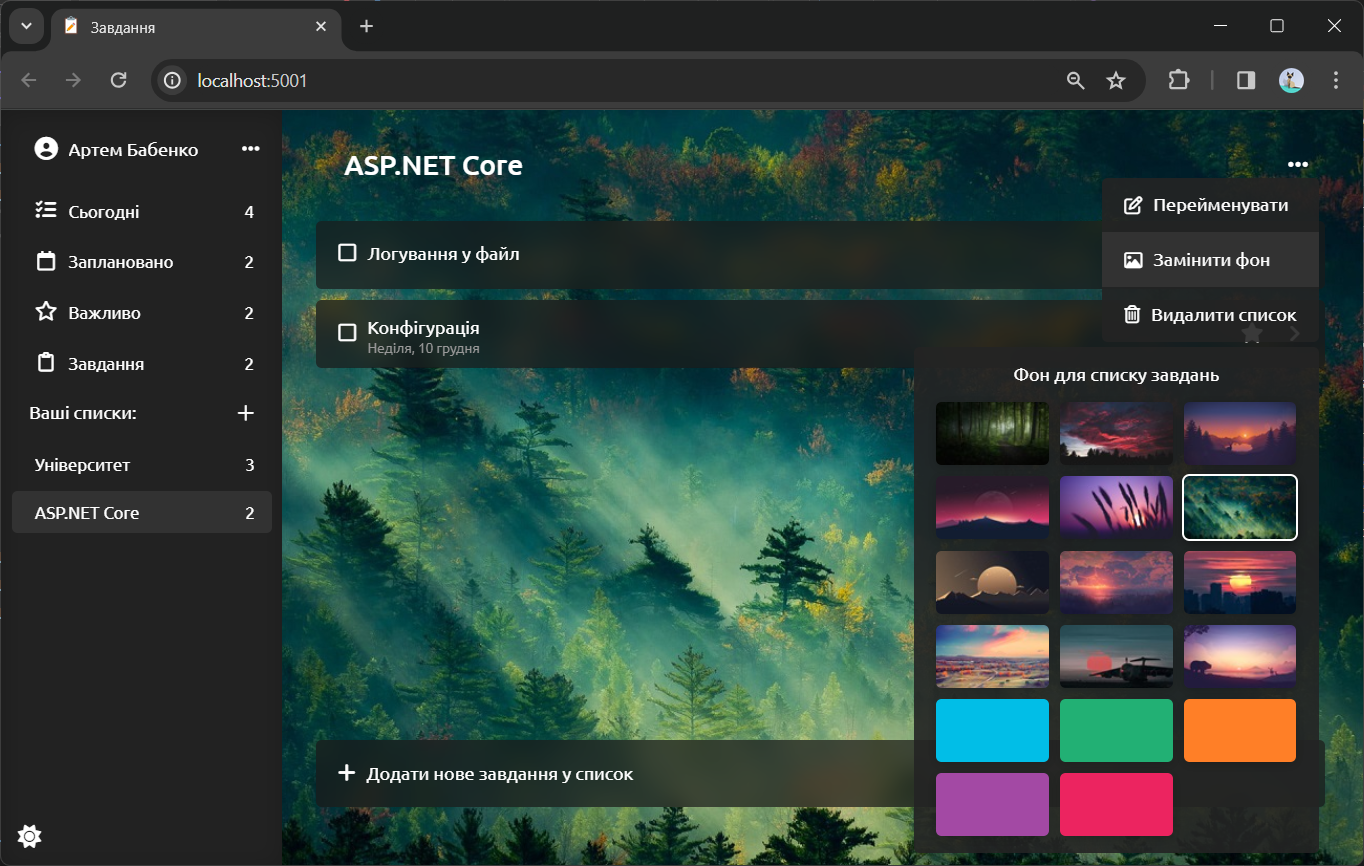 Завдання
localhost:5001
Артем Бабенко
Сьогодні 4
Заплановано 2
Важливо 2
Завдання 2
Ваші списки:
Університет 3
ASP.NET Core 2
ASP.NET Core
Перейменувати
Замінити фон
Видалити список
Логування у файл
Конфігурація
Неділя, 10 грудня
Фон для списку завдань
Додати нове завдання у список